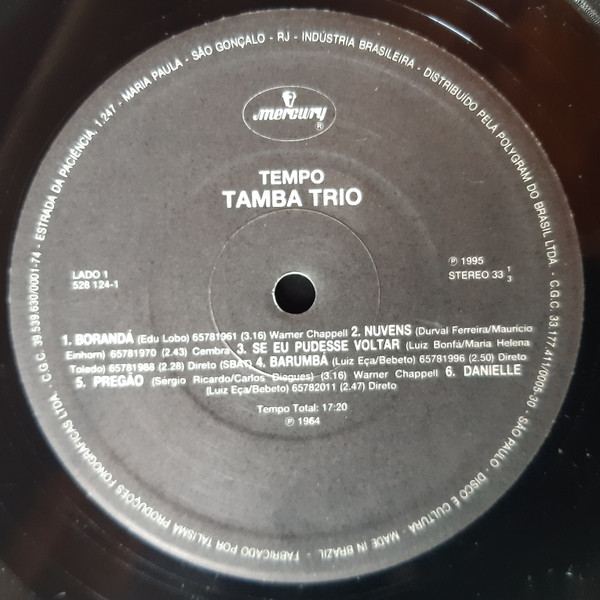 C.G.C. 39.539.630/0001-74 - ESTRADA DA PACIÊNCIA, 1.247 - MARIA PAULA - SÃO GONÇALO - RJ - INDÚSTRIA BRASILEIRA - DISTRIBUÍDO PELA POLYGRAM DO BRASIL LTDA. - C.G.C. 33.177.411/0005-30 - SÃO PAULO - DISCO É CULTURA - MADE IN BRAZIL - FABRICADO POR TALISMÃ PRODUÇÕES FONOGRÁFICAS LTDA.
mercury ®
TEMPO
TAMBA TRIO
LADO 1
528 124-1
℗ 1995
STEREO 33 1/3
1. BORANDÁ (Edu Lobo) 65781961 (3.16) Warner Chappell 2. NUVENS (Durval Ferreira/Mauricio
Einhorn) 65781970 (2.43) Cembra 3. SE EU PUDESSE VOLTAR (Luiz Bonfá/Maria Helena
Toledo) 65781988 (2.28) Direto (SBAT) 4. BARUMBÁ (Luiz Eça/Bebeto) 65781996 (2.50) Direto
5. PREGÃO (Sérgio Ricardo/Carlos Diegues) (3.16) Warner Chappell 6. DANIELLE
(Luiz Eça/Bebeto) 65782011 (2.47) Direto
Tempo Total: 17:20
℗ 1964